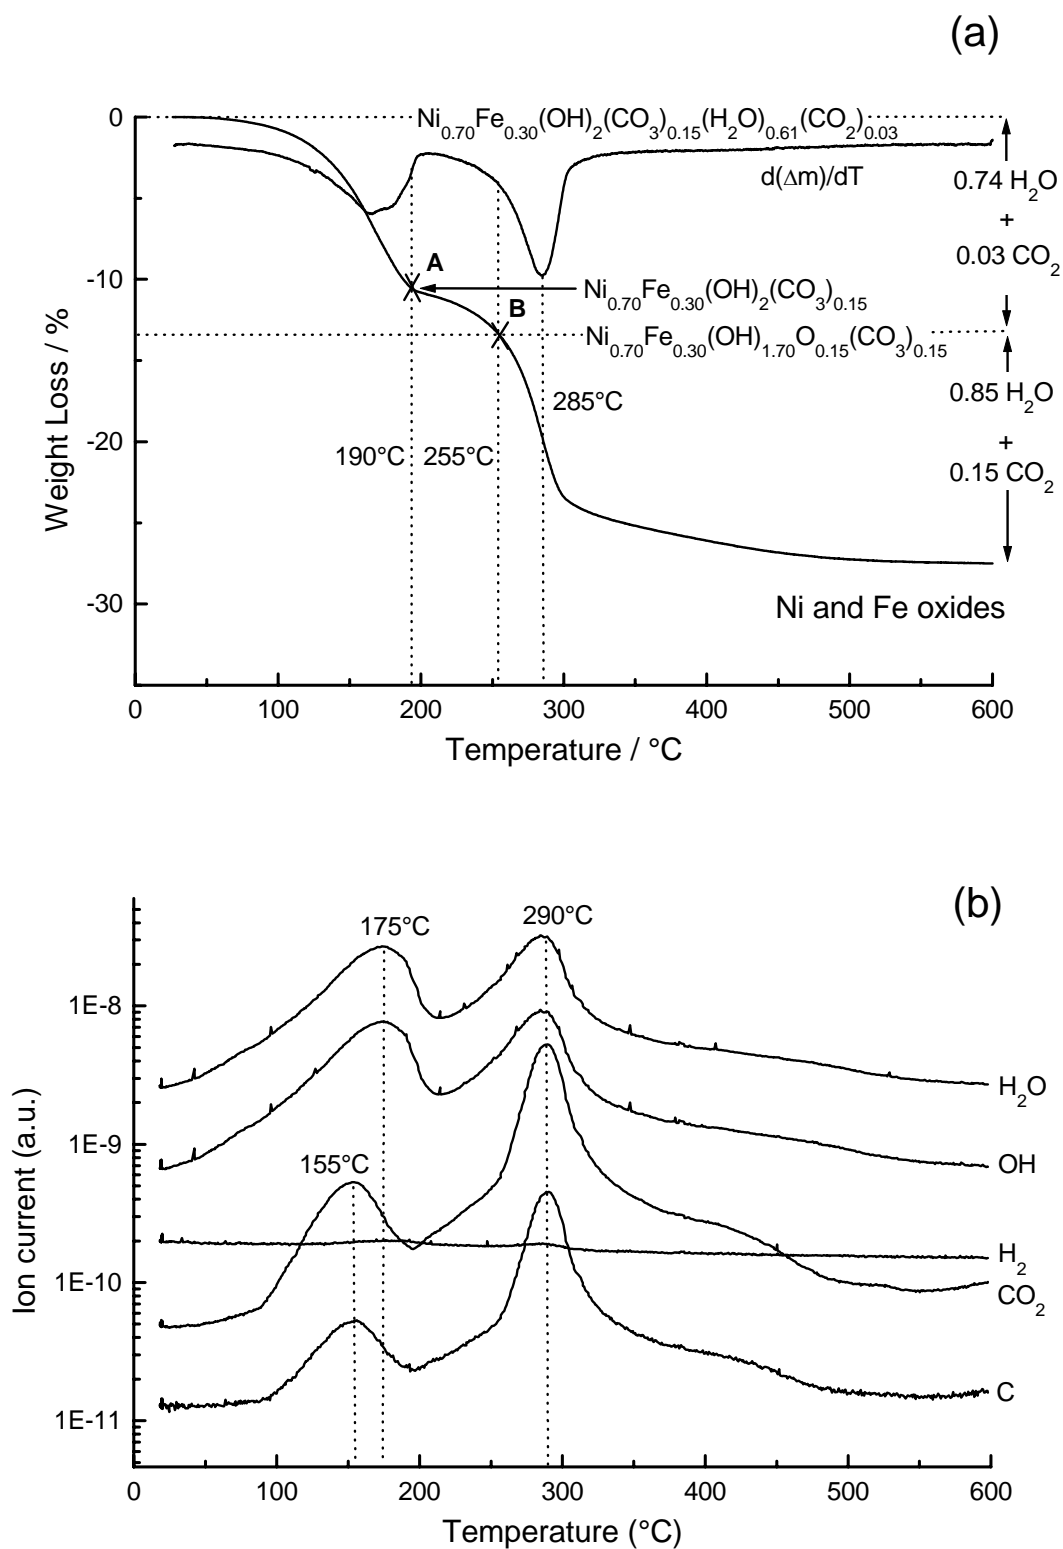 (a)
0
Ni0.70Fe0.30(OH)2(CO3)0.15(H2O)0.61(CO2)0.03
d(Δm)/dT
0.74 H2O
+
0.03 CO2
A
-10
Ni0.70Fe0.30(OH)2(CO3)0.15
B
Ni0.70Fe0.30(OH)1.70O0.15(CO3)0.15
0.85 H2O
+
0.15 CO2
285°C
190°C
255°C
-20
-30
Weight Loss / %
Ni and Fe oxides
0 100 200 300 400 500 600
Temperature / °C
(b)
175°C
290°C
1E-8
H2O
1E-9
OH
155°C
H2
1E-10
CO2
C
1E-11
Ion current (a.u.)
0 100 200 300 400 500 600
Temperature (°C)